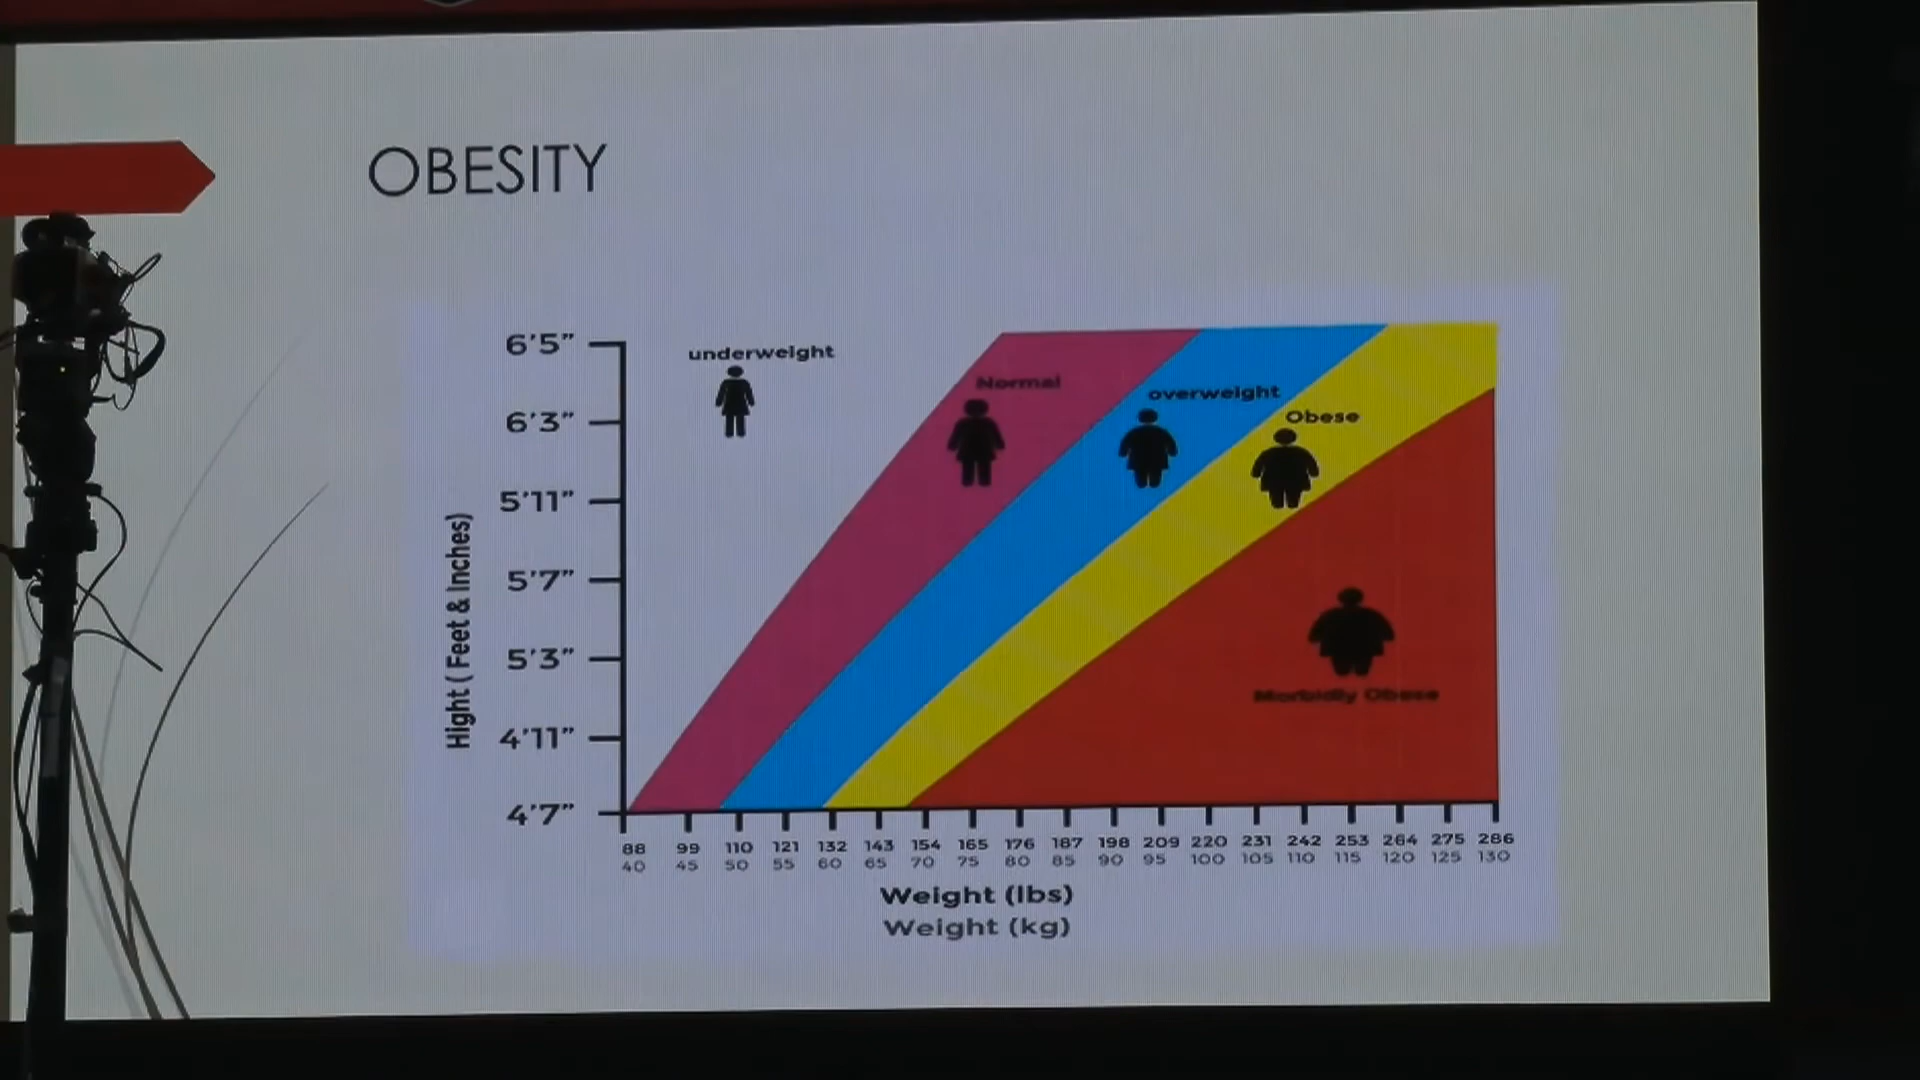 OBESITY
6'5"
6'3"
5'11"
5'7"
5'3"
4'11"
4'7"
Hight ( Feet & Inches)
underweight
Normal
overweight
Obese
Morbidly Obese
88 99 110 121 132 143 154 165 176 187 198 209 220 231 242 253 264 275 286
40 45 50 55 60 65 70 75 80 85 90 95 100 105 110 115 120 125 130
Weight (lbs)
Weight (kg)